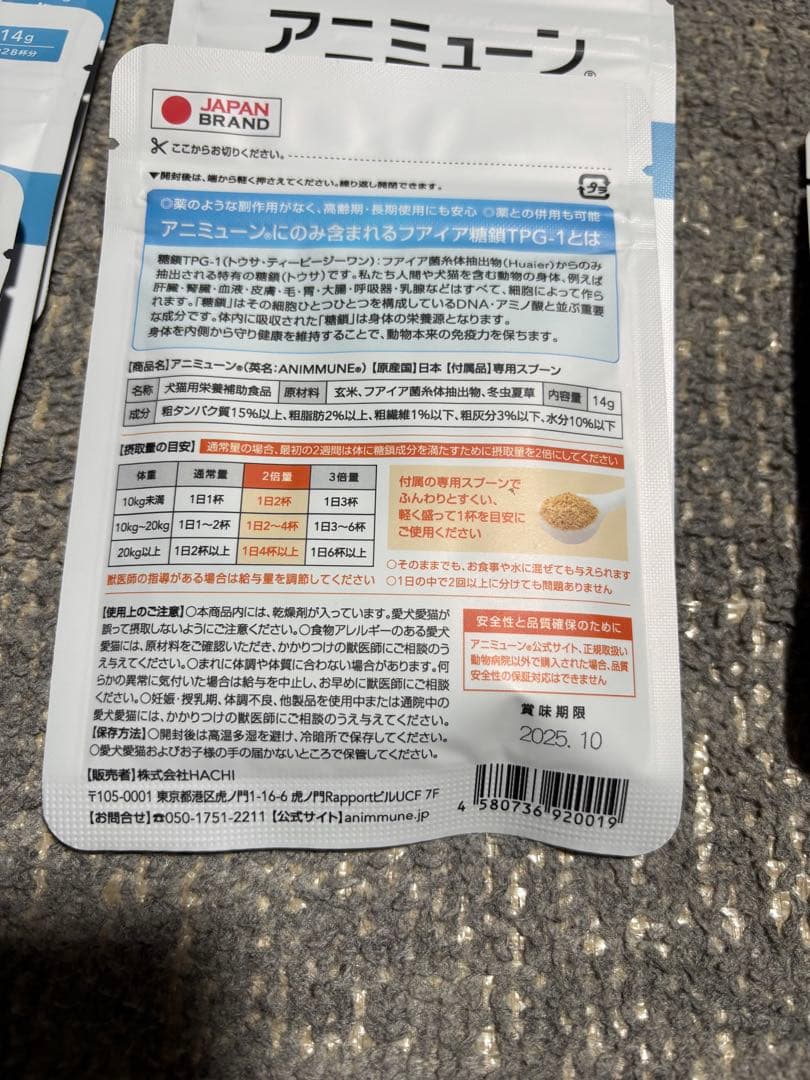 14g
28杯分
アニミューン®
JAPAN
BRAND
ここからお切りください。
▼開封後は、端から軽く押さえてください。繰り返し開閉できます。
プラ
◎薬のような副作用がなく、高齢期・長期使用にも安心 ◎薬との併用も可能
アニミューン®にのみ含まれるフアイア糖鎖TPG-1とは
糖鎖TPG-1(トウサ・ティーピージーワン):フアイア菌糸体抽出物(Huaier)からのみ
抽出される特有の糖鎖(トウサ)です。私たち人間や犬猫を含む動物の身体、例えば
肝臓・腎臓・血液・皮膚・毛・胃・大腸・呼吸器・乳腺などはすべて、細胞によって作ら
れます。「糖鎖」はその細胞ひとつひとつを構成しているDNA・アミノ酸と並ぶ重要
な成分です。体内に吸収された「糖鎖」は身体の栄養源となります。
身体を内側から守り健康を維持することで、動物本来の免疫力を保ちます。
【商品名】アニミューン®(英名:ANIMMUNE®)【原産国】日本【付属品】専用スプーン
名称 犬猫用栄養補助食品 原材料 玄米、フアイア菌糸体抽出物、冬虫夏草 内容量 14g
成分 粗タンパク質15%以上、粗脂肪2%以上、粗繊維1%以下、粗灰分3%以下、水分10%以下
【摂取量の目安】 通常量の場合、最初の2週間は体に糖鎖成分を満たすために摂取量を2倍にしてください
体重 通常量 2倍量 3倍量
10kg未満 1日1杯 1日2杯 1日3杯
10kg~20kg 1日1~2杯 1日2~4杯 1日3~6杯
20kg以上 1日2杯以上 1日4杯以上 1日6杯以上
獣医師の指導がある場合は給与量を調節してください
付属の専用スプーンで
ふんわりとすくい、
軽く盛って1杯を目安に
ご使用ください
○そのままでも、お食事や水に混ぜても与えられます
○1日の中で2回以上に分けても問題ありません
【使用上のご注意】○本商品内には、乾燥剤が入っています。愛犬愛猫が
誤って摂取しないようにご注意ください。○食物アレルギーのある愛犬
愛猫には、原材料をご確認いただき、かかりつけの獣医師にご相談のう
え与えてください。○まれに体調や体質に合わない場合があります。何
らかの異常に気付いた場合は給与を中止し、お早めに獣医師にご相談
ください。○妊娠・授乳期、体調不良、他製品を使用中または通院中の
愛犬愛猫には、かかりつけの獣医師にご相談のうえ与えてください。
【保存方法】○開封後は高温多湿を避け、冷暗所で保存してください。
○愛犬愛猫およびお子様の手の届かないところで保管してください。
安全性と品質確保のために
アニミューン®公式サイト、正規取扱い
動物病院以外で購入された場合、品質
安全性の保証対応はできません
賞味期限
2025.10
【販売者】株式会社HACHI
〒105-0001 東京都港区虎ノ門1-16-6 虎ノ門RapportビルUCF 7F
【お問合せ】☎050-1751-2211【公式サイト】animmune.jp
4 580736 920019